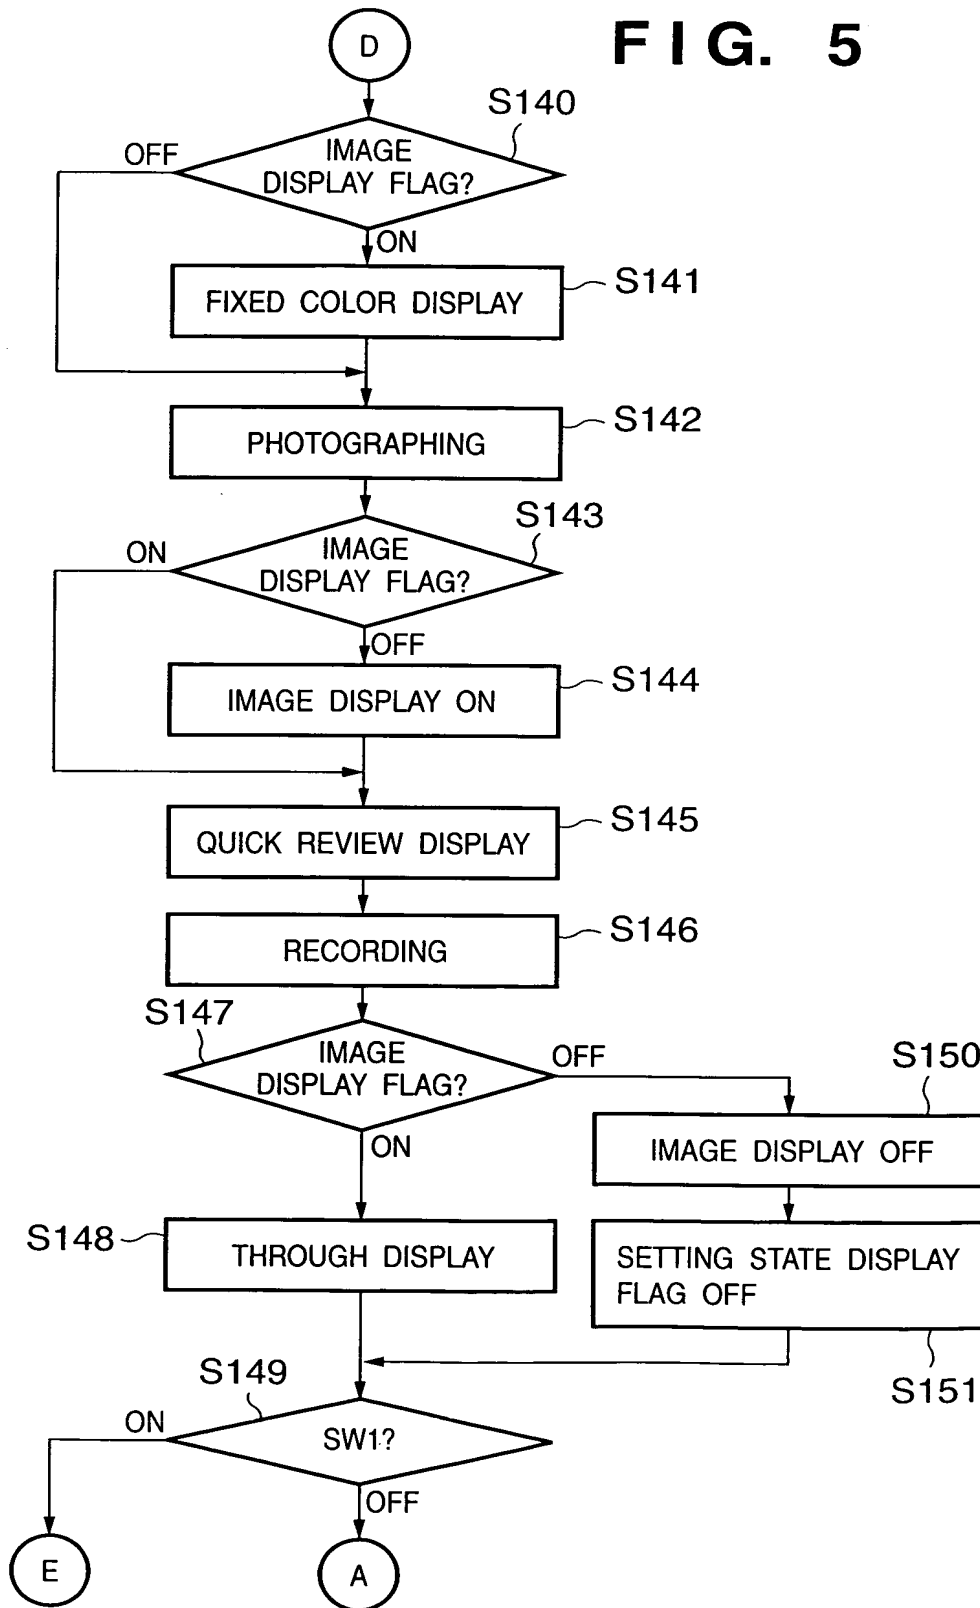 FIG. 5
D
S140
IMAGE
DISPLAY FLAG?
OFF
ON
FIXED COLOR DISPLAY
S141
PHOTOGRAPHING
S142
S143
IMAGE
DISPLAY FLAG?
ON
OFF
IMAGE DISPLAY ON
S144
QUICK REVIEW DISPLAY
S145
RECORDING
S146
S147
IMAGE
DISPLAY FLAG?
OFF
ON
S150
IMAGE DISPLAY OFF
S148
THROUGH DISPLAY
SETTING STATE DISPLAY
FLAG OFF
S151
S149
SW1?
ON
OFF
E
A